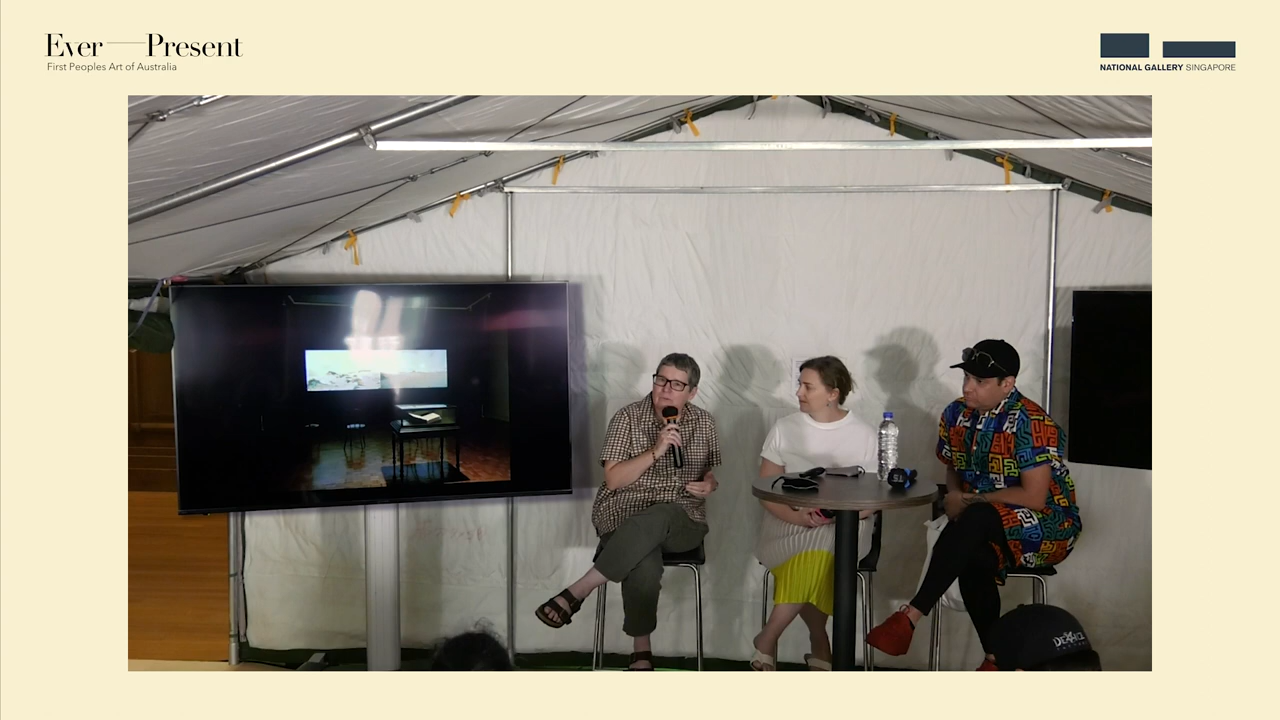 Ever — Present
First Peoples Art of Australia
NATIONAL GALLERY SINGAPORE